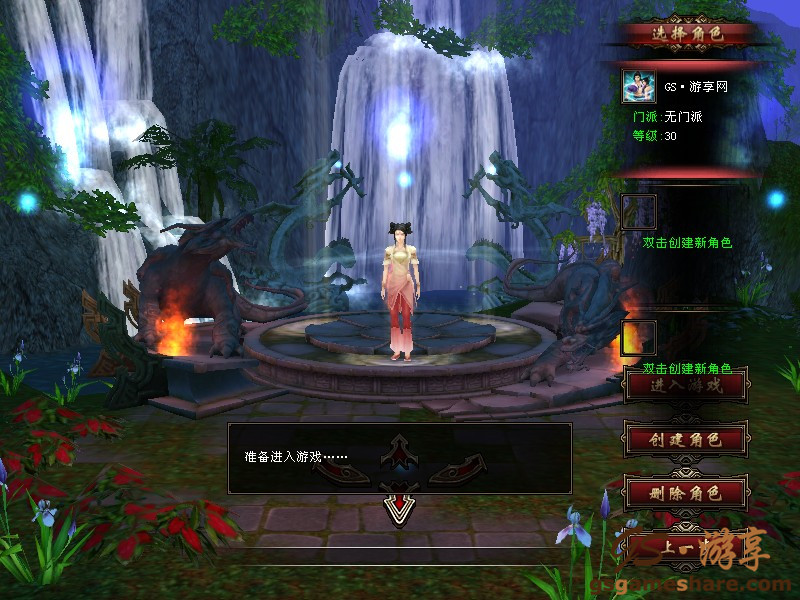 选择角色
GS·游享网
门派:无门派
等级:30
双击创建新角色
双击创建新角色
进入游戏
准备进入游戏……
创建角色
删除角色
上一
游享
gsgameshare.com